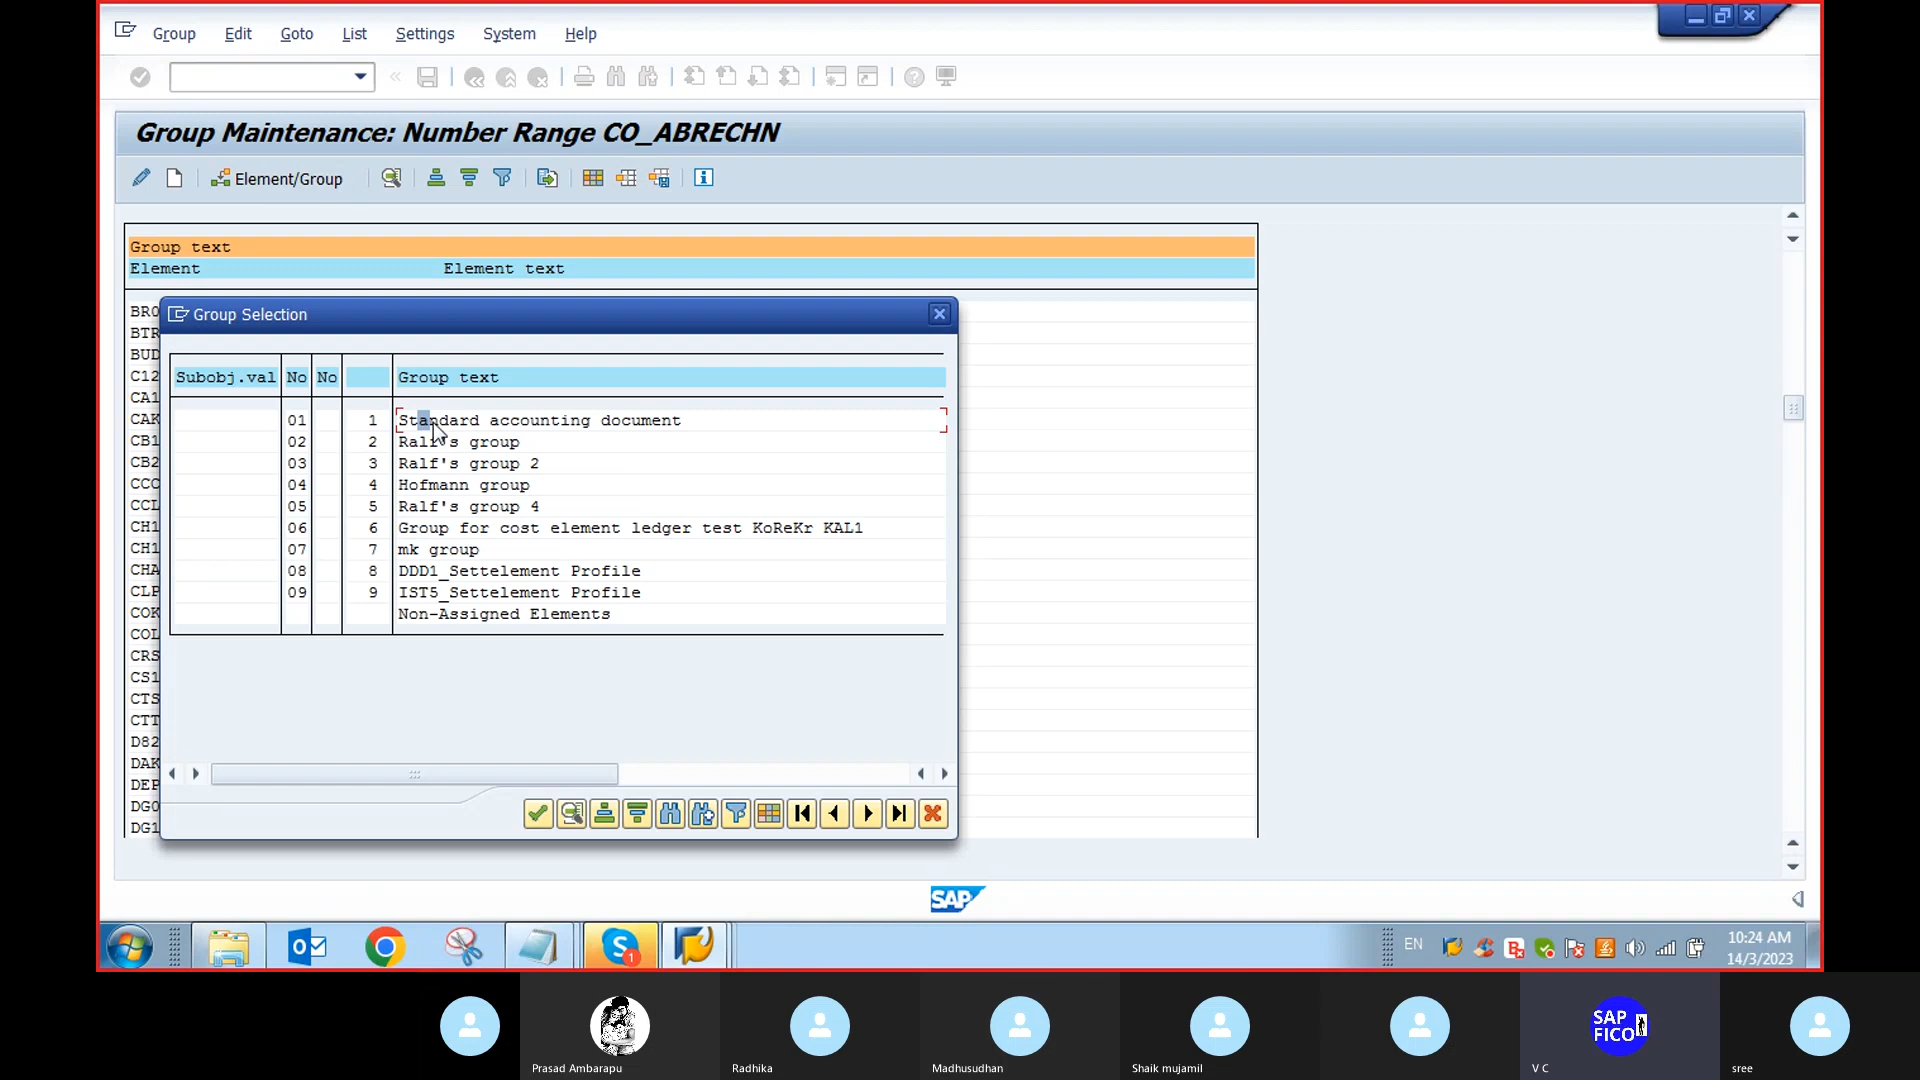 Group Edit Goto List Settings System Help
Group Maintenance: Number Range CO_ABRECHN
Element/Group
Group text
Element Element text
BR0
BTR
BUD
C12
CA1
CAK
CB1
CB2
CCC
CCL
CH1
CH1
CHA
CLP
COK
COL
CRS
CS1
CTS
CTT
D82
DAK
DEP
DG0
DG1
Group Selection
Subobj.val No No Group text
01 1 Standard accounting document
02 2 Ralf's group
03 3 Ralf's group 2
04 4 Hofmann group
05 5 Ralf's group 4
06 6 Group for cost element ledger test KoReKr KAL1
07 7 mk group
08 8 DDD1_Settelement Profile
09 9 IST5_Settelement Profile
Non-Assigned Elements
SAP
1
EN
10:24 AM
14/3/2023
SAP
FICO
Prasad Ambarapu
Radhika
Madhusudhan
Shaik mujamil
V C
sree